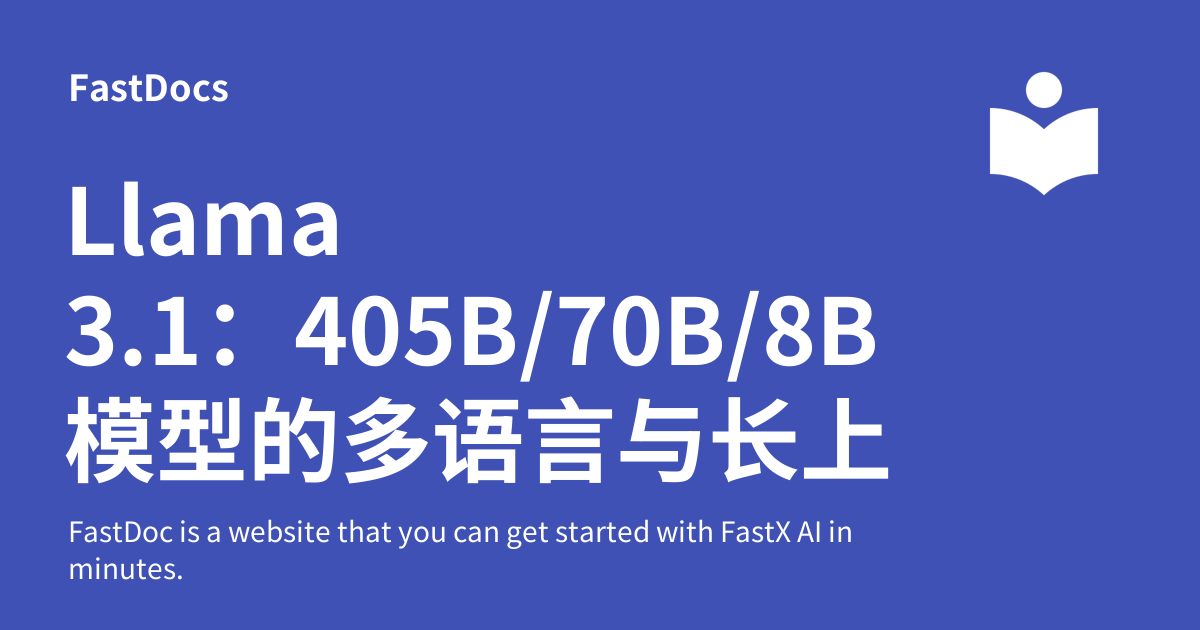 FastDocs
Llama
3.1：405B/70B/8B
模型的多语言与长上
FastDoc is a website that you can get started with FastX AI in
minutes.